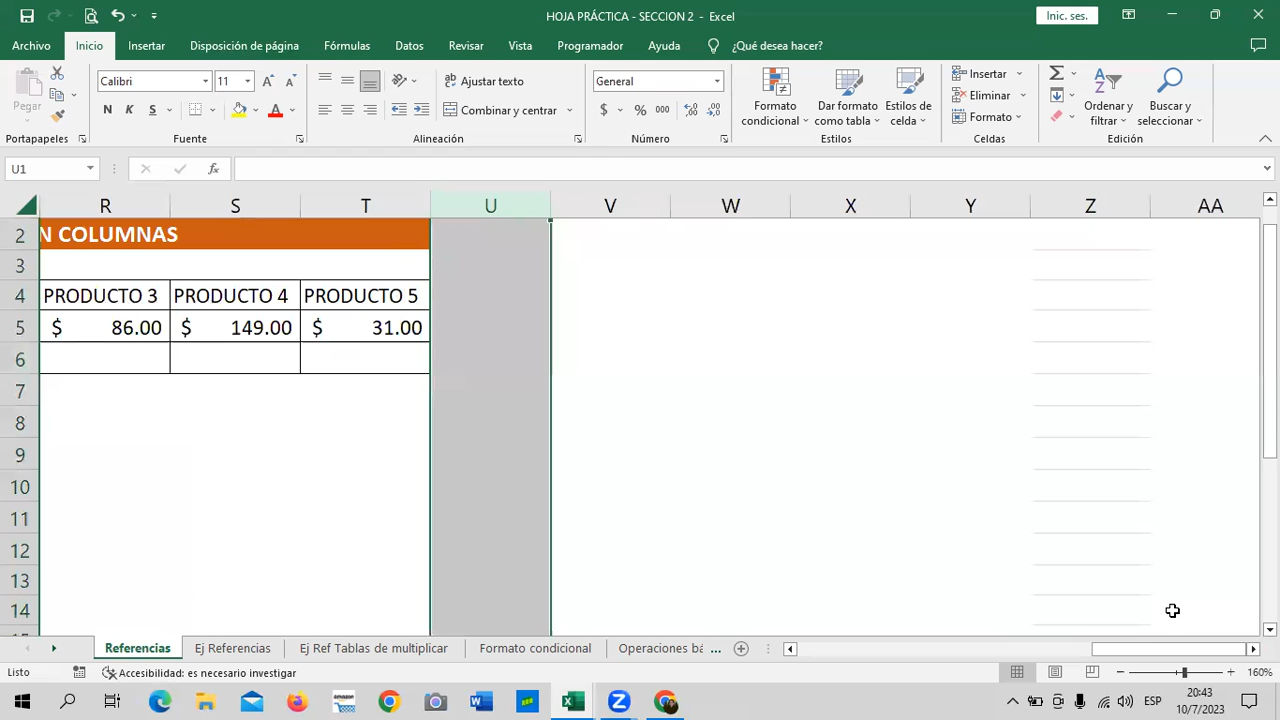 HOJA PRÁCTICA - SECCION 2 - Excel
Inic. ses.
Archivo Inicio Insertar Disposición de página Fórmulas Datos Revisar Vista Programador Ayuda ¿Qué desea hacer?
Pegar
Calibri 11
Ajustar texto
General
Formato condicional
Dar formato como tabla
Estilos de celda
Insertar
Eliminar
Formato
Ordenar y filtrar
Buscar y seleccionar
N K S
Combinar y centrar
$ % 000
Portapapeles Fuente Alineación Número Estilos Celdas Edición
U1 fx
R S T U V W X Y Z AA
2 N COLUMNAS
3
4 PRODUCTO 3 PRODUCTO 4 PRODUCTO 5
5 $ 86.00 $ 149.00 $ 31.00
6
7
8
9
10
11
12
13
14
Referencias Ej Referencias Ej Ref Tablas de multiplicar Formato condicional Operaciones bá ...
Listo Accesibilidad: es necesario investigar 160%
ESP 20:43
10/7/2023